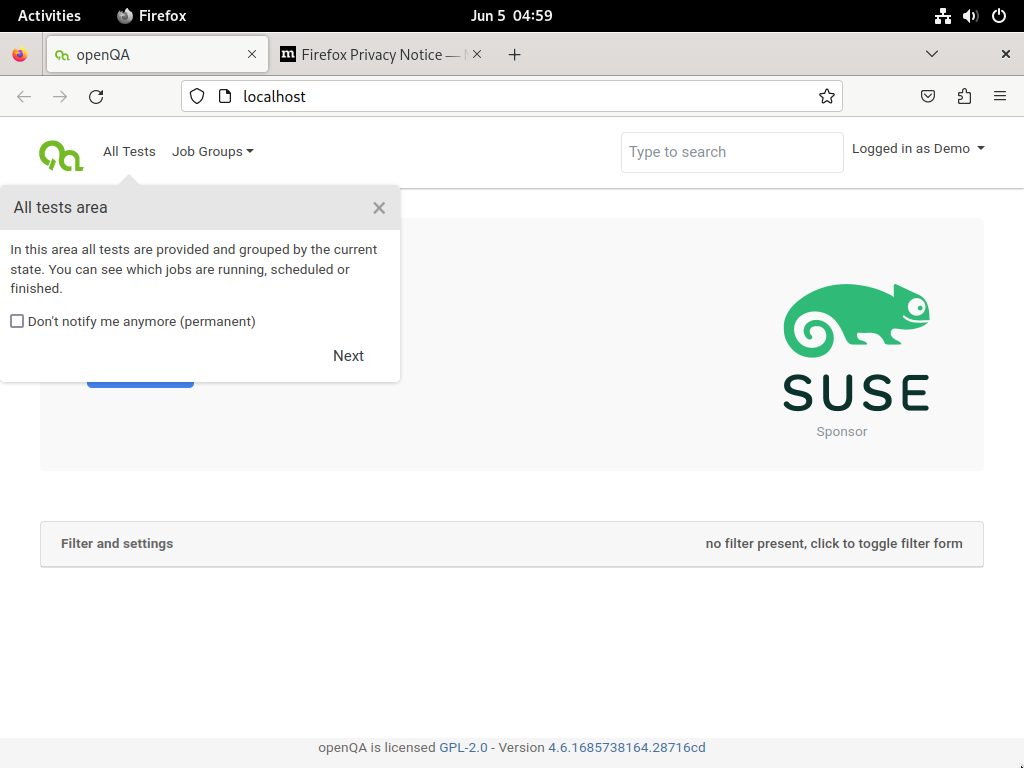 Activities Firefox Jun 5 04:59
openQA Firefox Privacy Notice —
localhost
All Tests Job Groups Type to search Logged in as Demo
All tests area
In this area all tests are provided and grouped by the current
state. You can see which jobs are running, scheduled or
finished.
Don't notify me anymore (permanent)
Next
SUSE
Sponsor
Filter and settings no filter present, click to toggle filter form
openQA is licensed GPL-2.0 - Version 4.6.1685738164.28716cd